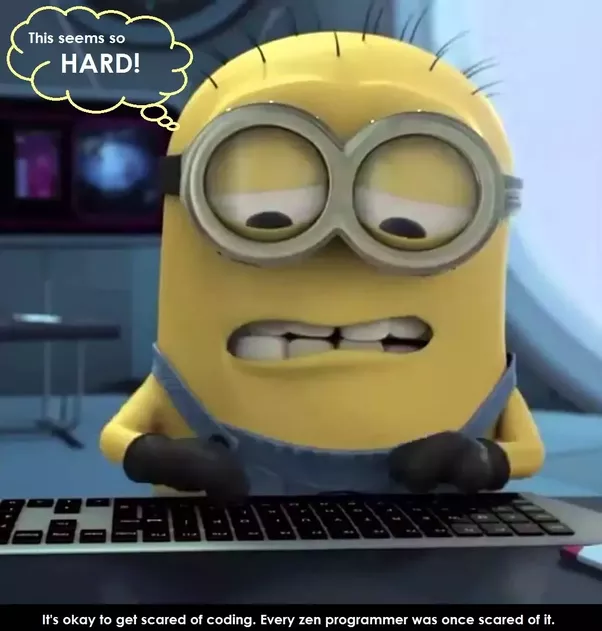 This seems so
HARD!
It's okay to get scared of coding. Every zen programmer was once scared of it.